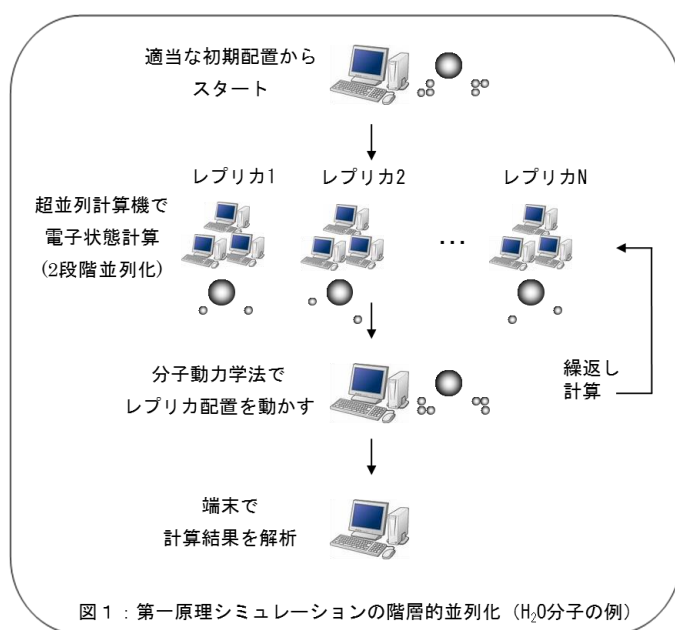 適当な初期配置から
スタート
レプリカ1
レプリカ2
レプリカN
超並列計算機で
電子状態計算
(2段階並列化)
...
分子動力学法で
レプリカ配置を動かす
繰返し
計算
端末で
計算結果を解析
図1:第一原理シミュレーションの階層的並列化(H₂O分子の例)